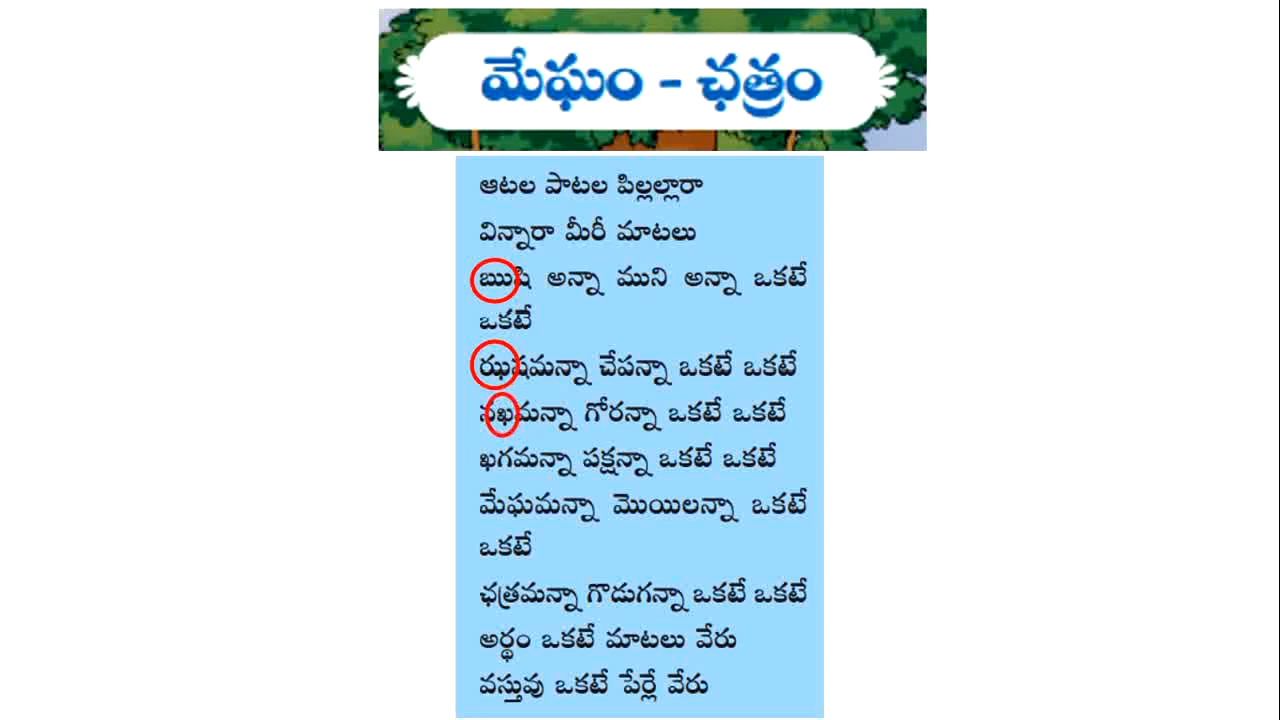 మేఘం - ఛత్రం
ఆటల పాటల పిల్లల్లారా
విన్నారా మీరీ మాటలు
ఋషి అన్నా ముని అన్నా ఒకటే
ఒకటే
ఝషమన్నా చేపన్నా ఒకటే ఒకటే
నఖమన్నా గోరన్నా ఒకటే ఒకటే
ఖగమన్నా పక్షన్నా ఒకటే ఒకటే
మేఘమన్నా మొయిలన్నా ఒకటే
ఒకటే
ఛత్రమన్నా గొడుగన్నా ఒకటే ఒకటే
అర్థం ఒకటే మాటలు వేరు
వస్తువు ఒకటే పేర్లే వేరు